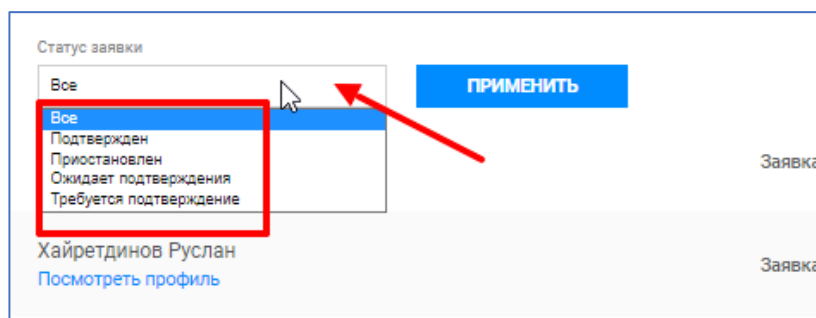 Статус заявки
Все
ПРИМЕНИТЬ
Все
Подтвержден
Приостановлен
Ожидает подтверждения
Требуется подтверждение
Заявка
Хайретдинов Руслан
Посмотреть профиль
Заявка